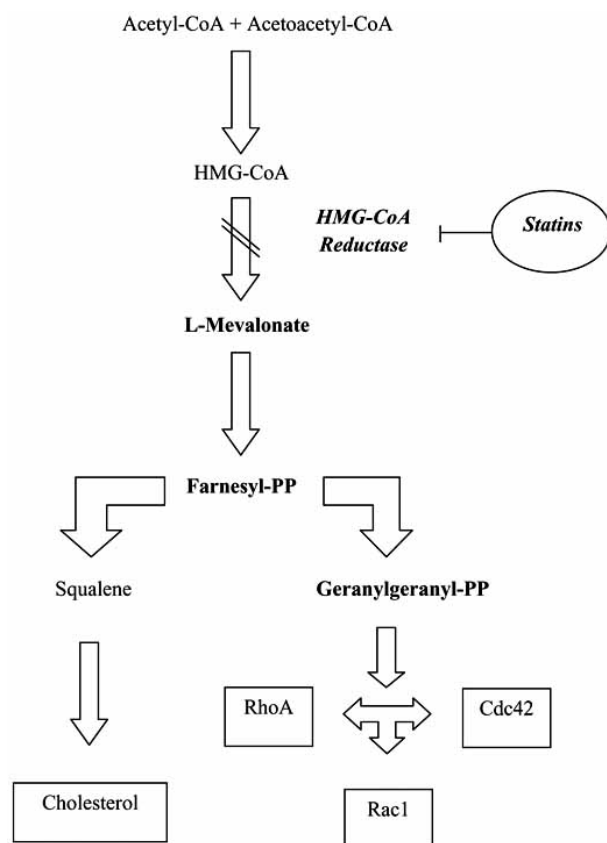 Acetyl-CoA + Acetoacetyl-CoA
HMG-CoA
HMG-CoA
Reductase
Statins
L-Mevalonate
Farnesyl-PP
Squalene
Geranylgeranyl-PP
RhoA
Cdc42
Cholesterol
Rac1